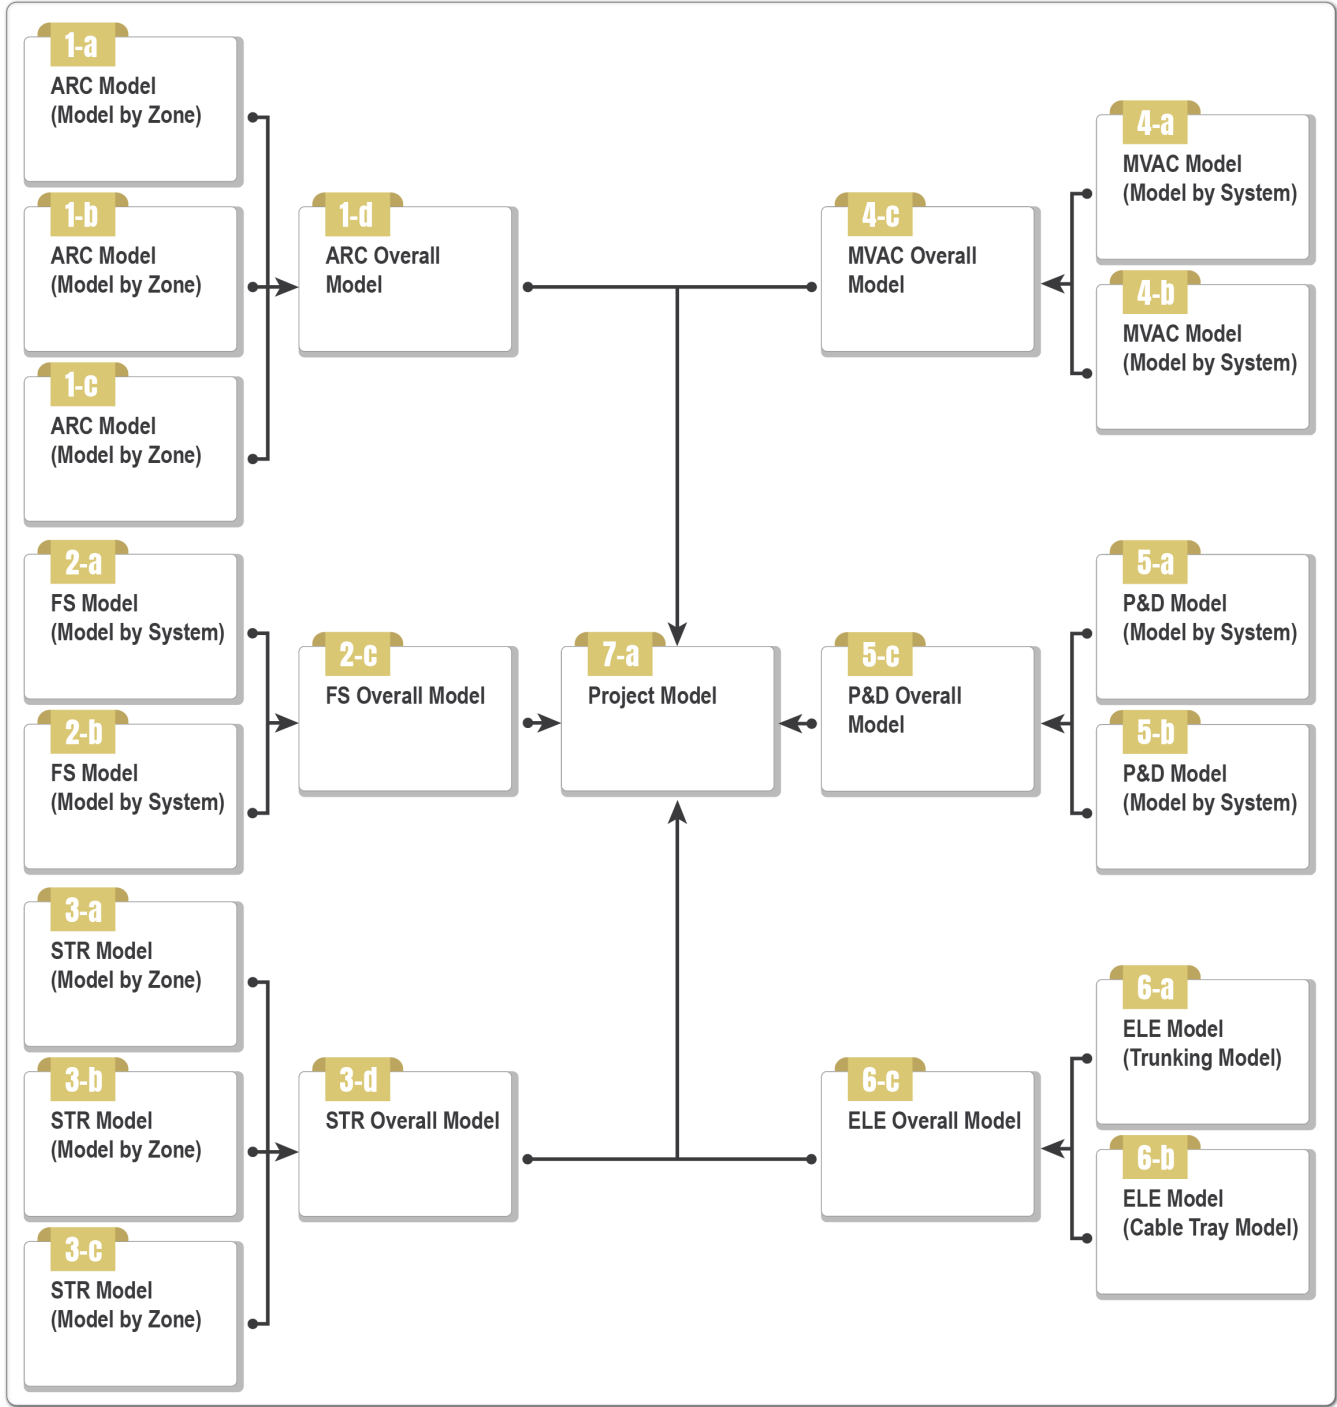 1-a
ARC Model
(Model by Zone)
1-b
ARC Model
(Model by Zone)
1-c
ARC Model
(Model by Zone)
1-d
ARC Overall
Model
2-a
FS Model
(Model by System)
2-b
FS Model
(Model by System)
2-c
FS Overall Model
3-a
STR Model
(Model by Zone)
3-b
STR Model
(Model by Zone)
3-c
STR Model
(Model by Zone)
3-d
STR Overall Model
7-a
Project Model
4-c
MVAC Overall
Model
4-a
MVAC Model
(Model by System)
4-b
MVAC Model
(Model by System)
5-c
P&D Overall
Model
5-a
P&D Model
(Model by System)
5-b
P&D Model
(Model by System)
6-c
ELE Overall Model
6-a
ELE Model
(Trunking Model)
6-b
ELE Model
(Cable Tray Model)